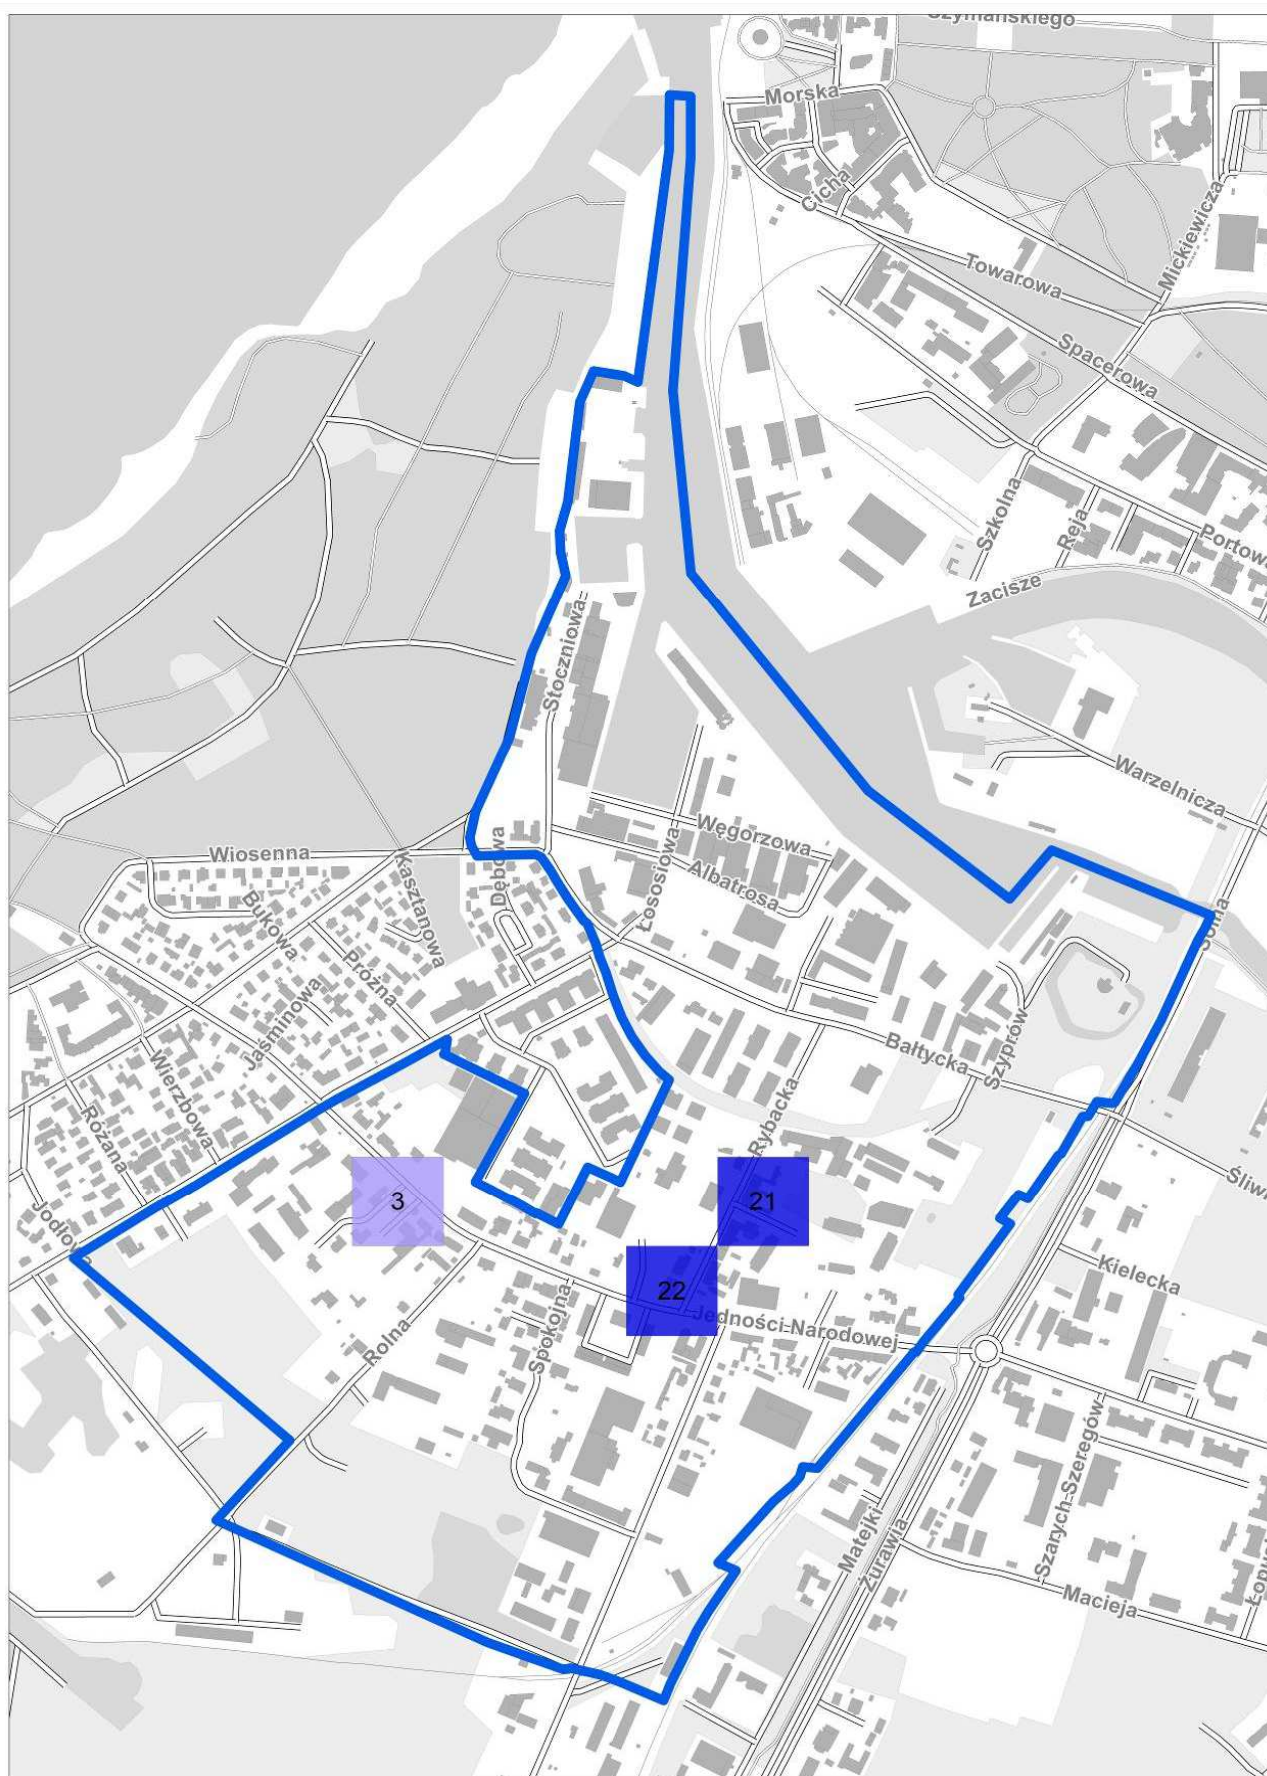 Szymańskiego
Morska
Cicha
Mickiewicza
Towarowa
Spacerowa
Szkolna
Reja
Portowa
Zacisze
Stoczniowa
Warzelnicza
Węgorzowa
Łososiowa
Albatrosa
Wiosenna
Dębowa
Kasztanowa
Bukowa
Próżna
Solna
Jaśminowa
Bałtycka
Szyprów
Wierzbowa
Różana
Rybacka
Jodłowa
3
21
22
Kielecka
Jedności Narodowej
Rolna
Spokojna
Szarych-Szeregów
Matejki
Żurawia
Macieja